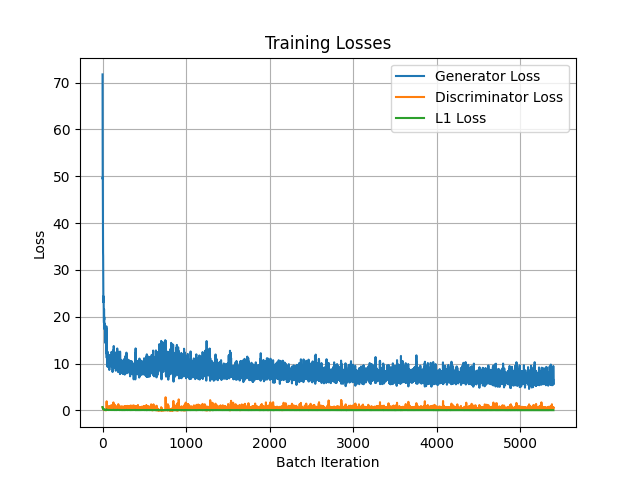 Training Losses
Generator Loss
Discriminator Loss
L1 Loss
70
60
50
40
30
20
10
0
Loss
0 1000 2000 3000 4000 5000
Batch Iteration